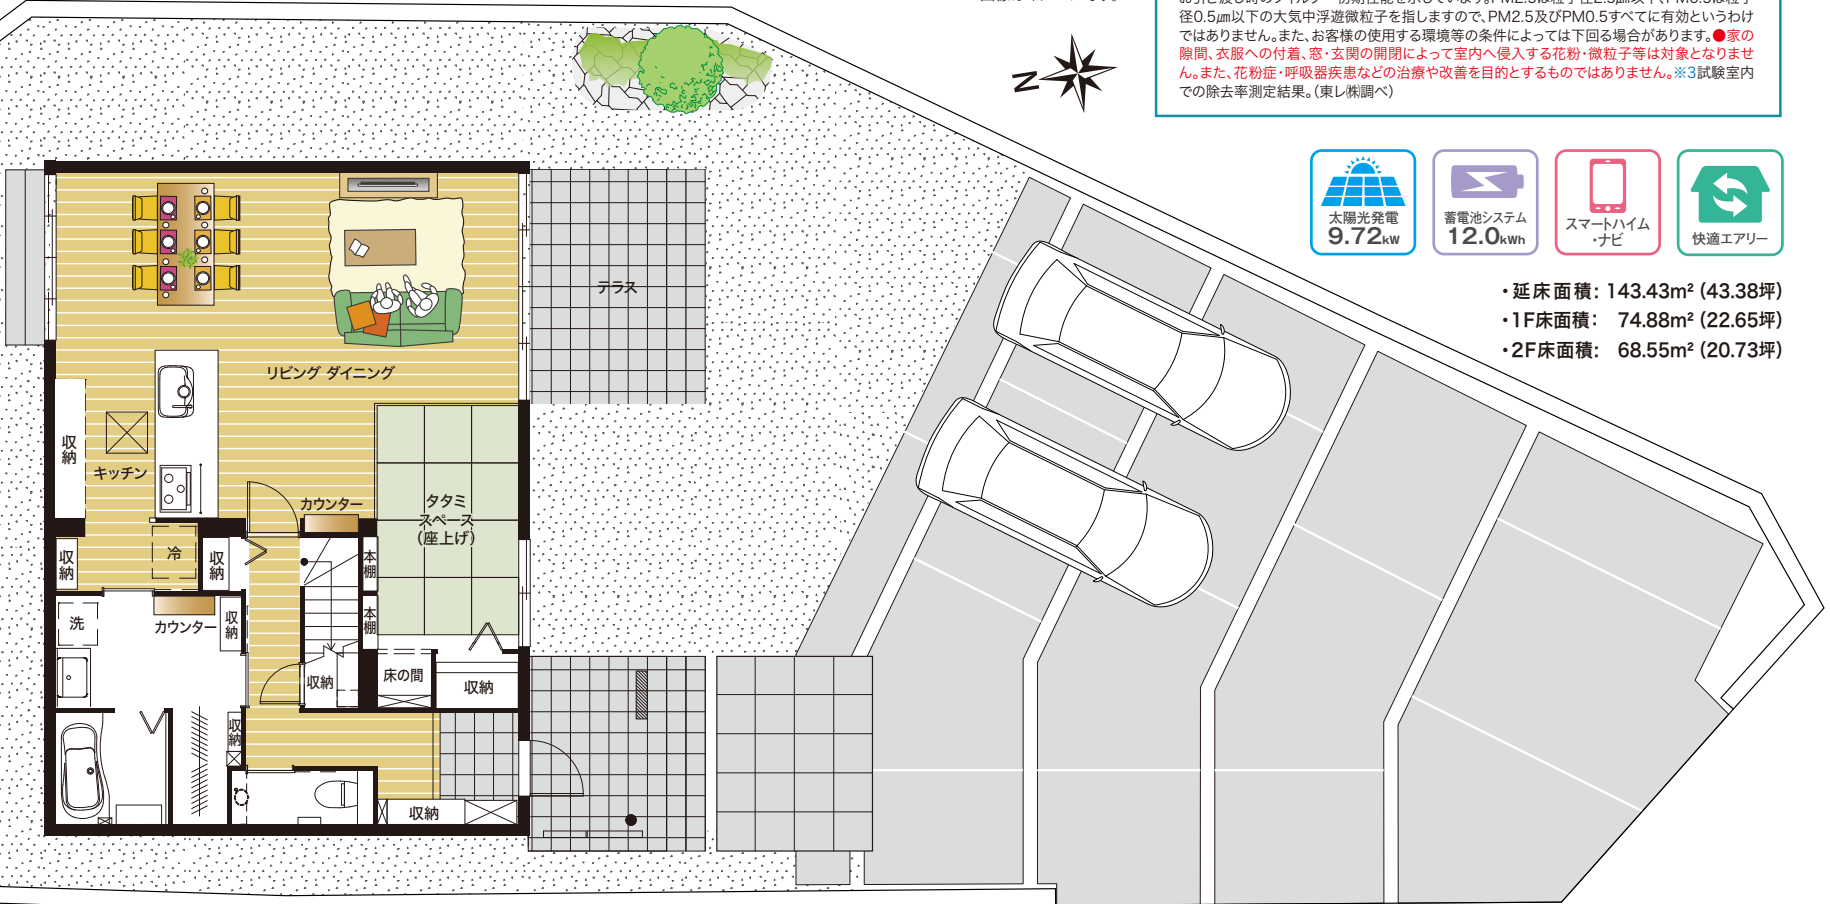 径0.5㎛以下の大気中浮遊微粒子を指しますので、PM2.5及びPM0.5すべてに有効というわけ
ではありません。また、お客様の使用する環境等の条件によっては下回る場合があります。●家の
隙間、衣服への付着、窓・玄関の開閉によって室内へ侵入する花粉・微粒子等は対象となりませ
ん。また、花粉症・呼吸器疾患などの治療や改善を目的とするものではありません。※3試験室内
での除去率測定結果。(東レ㈱調べ)
N
太陽光発電
9.72kW
蓄電池システム
12.0kWh
スマートハイム
・ナビ
快適エアリー
・延床面積: 143.43m² (43.38坪)
・1F床面積: 74.88m² (22.65坪)
・2F床面積: 68.55m² (20.73坪)
テラス
リビング ダイニング
収納
キッチン
カウンター
タタミ
スペース
(座上げ)
収納
冷
収納
本棚
本棚
洗
カウンター
収納
収納
床の間
収納
収納
収納